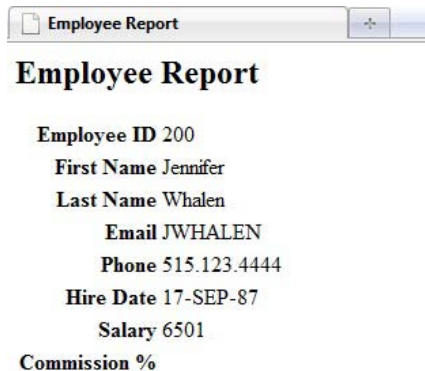 Employee Report
Employee Report
Employee ID 200
First Name Jennifer
Last Name Whalen
Email JWHALEN
Phone 515.123.4444
Hire Date 17-SEP-87
Salary 6501
Commission %